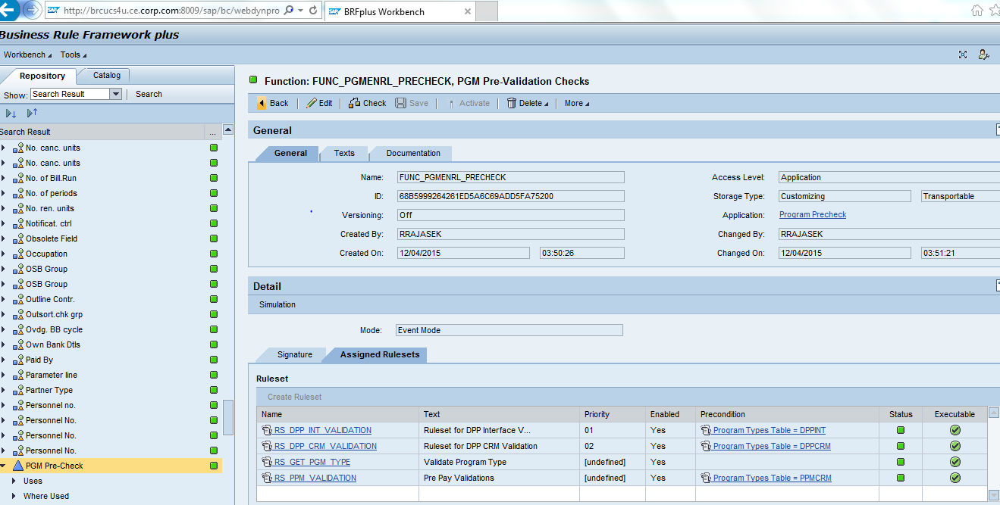 http://brcucs4u.ce.corp.com:8009/sap/bc/webdynpro
BRFplus Workbench
Business Rule Framework plus
Workbench Tools
Repository Catalog
Show: Search Result Search
Search Result ...
No. canc. units
No. canc. units
No. of Bill.Run
No. of periods
No. ren. units
Notificat. ctrl
Obsolete Field
Occupation
OSB Group
OSB Group
Outline Contr.
Outsort.chk grp
Ovdg. BB cycle
Own Bank Dtls
Paid By
Parameter line
Partner Type
Personnel no.
Personnel No.
Personnel No.
Personnel No.
PGM Pre-Check
Uses
Where Used
Function: FUNC_PGMENRL_PRECHECK, PGM Pre-Validation Checks
Back Edit Check Save Activate Delete More
General
General Texts Documentation
Name: FUNC_PGMENRL_PRECHECK Access Level: Application
ID: 68B5999264261ED5A6C69ADD5FA75200 Storage Type: Customizing Transportable
Versioning: Off Application: Program Precheck
Created By: RRAJASEK Changed By: RRAJASEK
Created On: 12/04/2015 03:50:26 Changed On: 12/04/2015 03:51:21
Detail
Simulation
Mode: Event Mode
Signature Assigned Rulesets
Ruleset
Create Ruleset
Name Text Priority Enabled Precondition Status Executable
RS_DPP_INT_VALIDATION Ruleset for DPP Interface V... 01 Yes Program Types Table = DPPINT
RS_DPP_CRM_VALIDATION Ruleset for DPP CRM Validation 02 Yes Program Types Table = DPPCRM
RS_GET_PGM_TYPE Validate Program Type [undefined] Yes
RS_PPM_VALIDATION Pre Pay Validations [undefined] Yes Program Types Table = PPMCRM